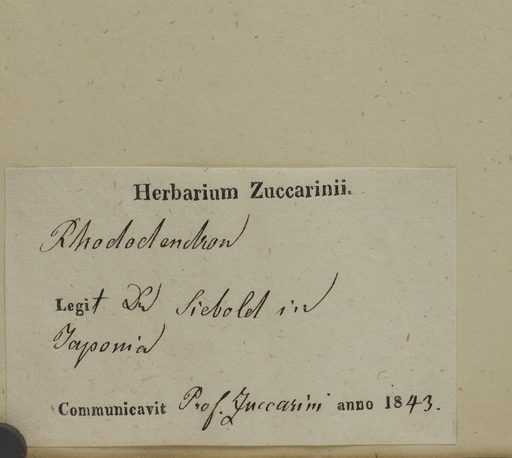 Herbarium Zuccarinii.
Rhododendron
Legit Dr Siebold in
Japonia
Communicavit Prof. Zuccarini anno 1843.